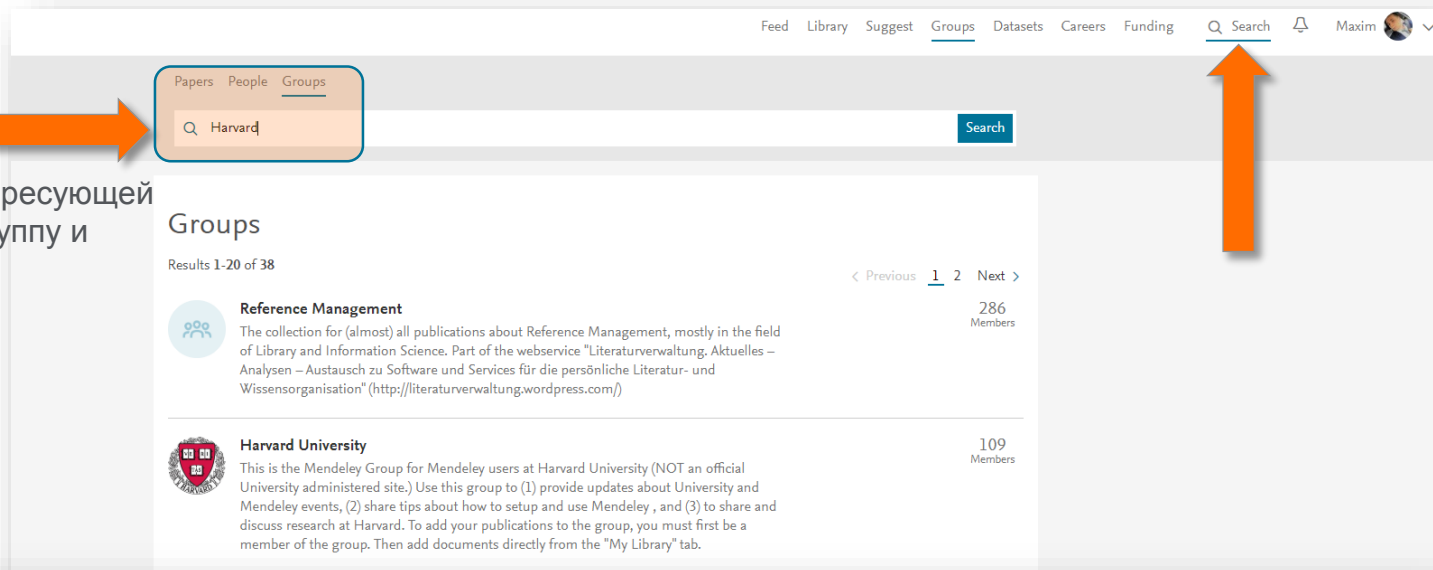 Feed Library Suggest Groups Datasets Careers Funding Search Maxim
Papers People Groups
Harvard
Search
ресующей
уппу и
Groups
Results 1-20 of 38
Previous 1 2 Next
Reference Management
286
Members
The collection for (almost) all publications about Reference Management, mostly in the field
of Library and Information Science. Part of the webservice "Literaturverwaltung. Aktuelles –
Analysen – Austausch zu Software und Services für die persönliche Literatur- und
Wissensorganisation" (http://literaturverwaltung.wordpress.com/)
Harvard University
109
Members
This is the Mendeley Group for Mendeley users at Harvard University (NOT an official
University administered site.) Use this group to (1) provide updates about University and
Mendeley events, (2) share tips about how to setup and use Mendeley , and (3) to share and
discuss research at Harvard. To add your publications to the group, you must first be a
member of the group. Then add documents directly from the "My Library" tab.
VE RI
TAS
HARVARD